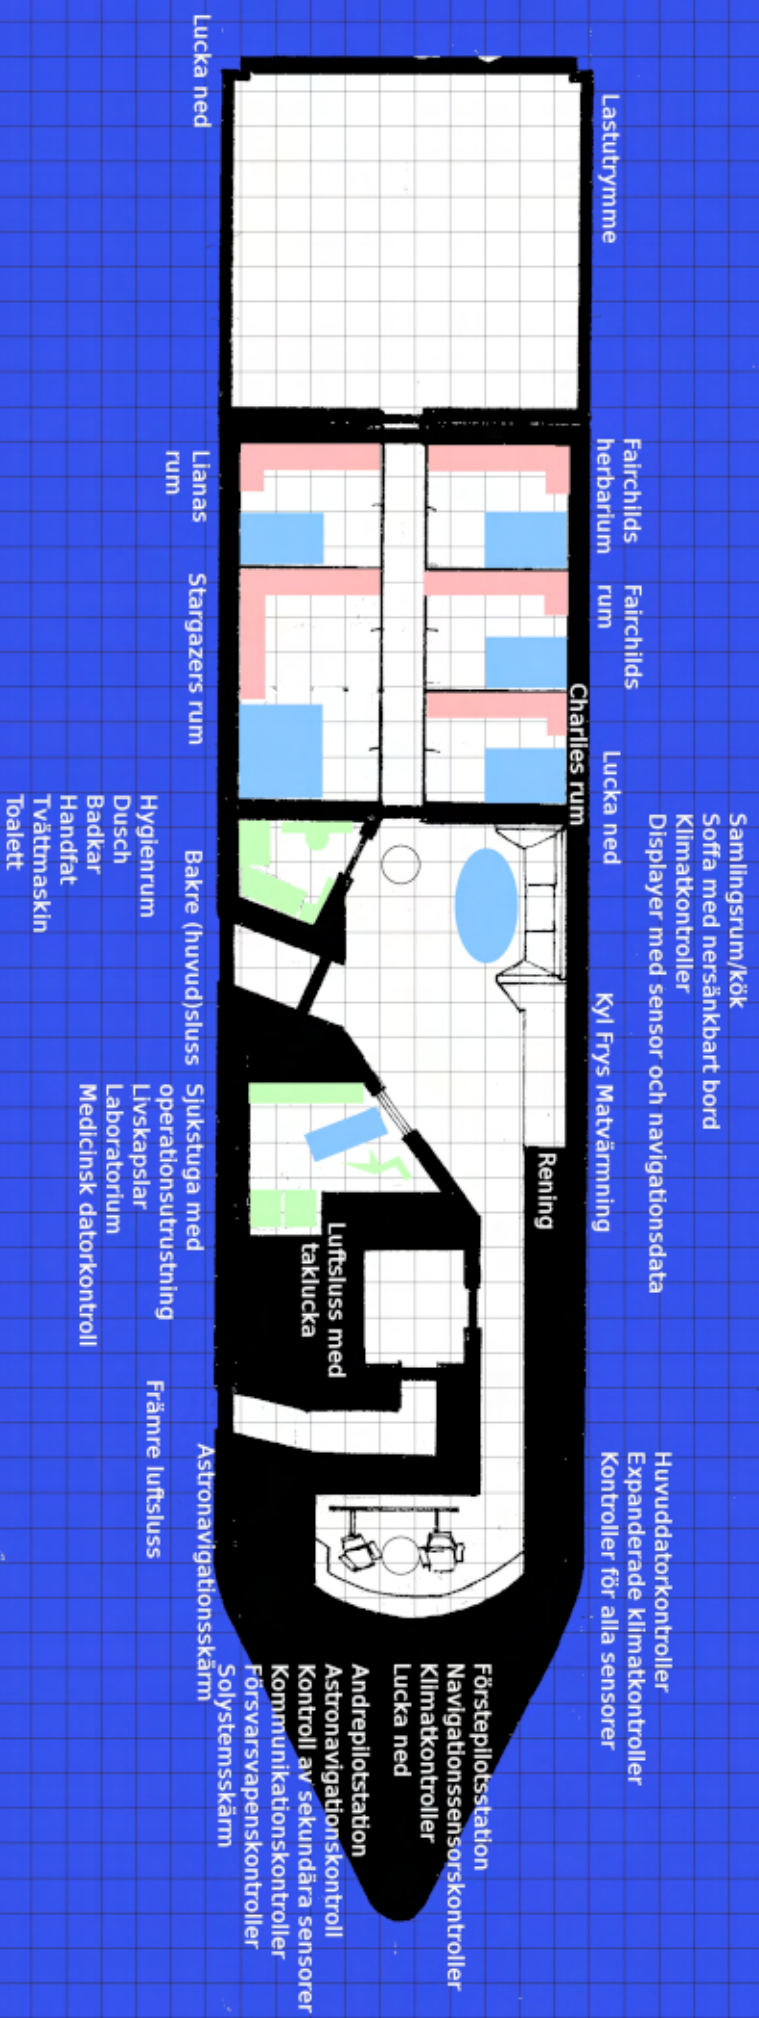 Lucka ned
Lastutrymme
Lianas
rum
Fairchilds
herbarium
Stargazers rum
Fairchilds
rum
Charlies rum
Lucka ned
Samlingsrum/kök
Soffa med nersänkbart bord
Klimatkontroller
Displayer med sensor och navigationsdata
Hygienrum
Dusch
Badkar
Handfat
Tvättmaskin
Toalett
Bakre (huvud)sluss
Kyl Frys Matvärmning
Rening
Sjukstuga med
operationsutrustning
Livskapslar
Laboratorium
Medicinsk datorkontroll
Luftsluss med
taklucka
Främre luftsluss
Astronavigationsskärm
Huvuddatorkontroller
Expanderade klimatkontroller
Kontroller för alla sensorer
Förstepilotsstation
Navigationssensorskontroller
Klimatkontroller
Lucka ned
Andrepilotstation
Astronavigationskontroll
Kontroll av sekundära sensorer
Kommunikationskontroller
Försvarsvapenskontroller
Solystemsskärm